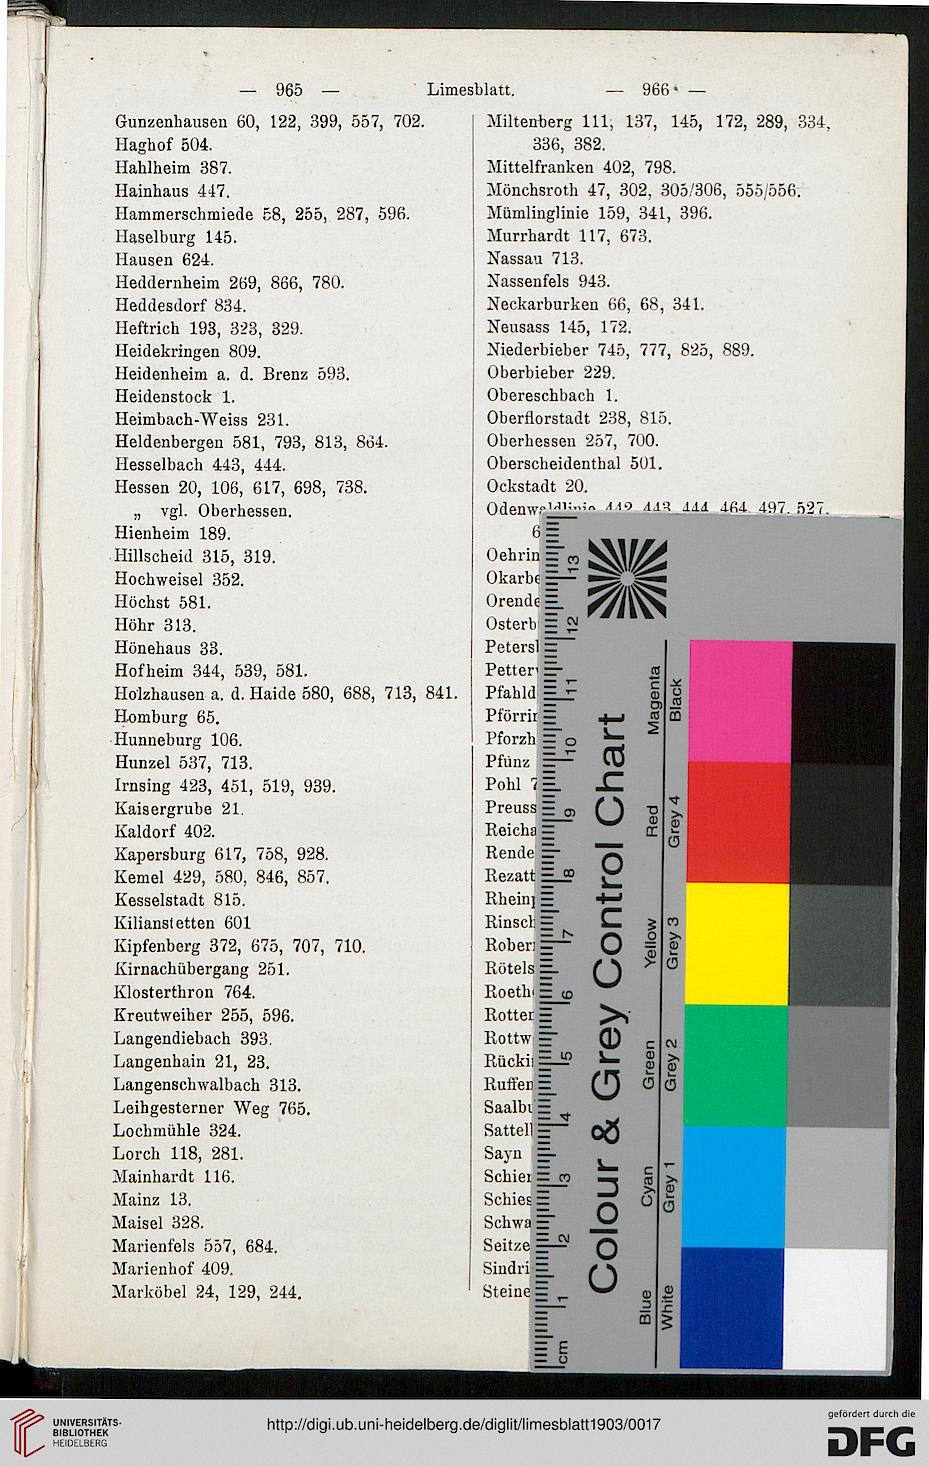 — 965 — Limesblatt. — 966 —
Gunzenhausen 60, 122, 399, 557, 702.
Haghof 504.
Hahlheim 387.
Hainhaus 447.
Hammerschmiede 58, 255, 287, 596.
Haselburg 145.
Hausen 624.
Heddernheim 269, 866, 780.
Heddesdorf 834.
Heftrich 193, 323, 329.
Heidekringen 809.
Heidenheim a. d. Brenz 593.
Heidenstock 1.
Heimbach-Weiss 231.
Heldenbergen 581, 793, 813, 864.
Hesselbach 443, 444.
Hessen 20, 106, 617, 698, 738.
„ vgl. Oberhessen.
Hienheim 189.
Hillscheid 315, 319.
Hochweisel 352.
Höchst 581.
Höhr 313.
Hönehaus 33.
Hofheim 344, 539, 581.
Holzhausen a. d. Haide 580, 688, 713, 841.
Homburg 65.
Hunneburg 106.
Hunzel 537, 713.
Irnsing 423, 451, 519, 939.
Kaisergrube 21.
Kaldorf 402.
Kapersburg 617, 758, 928.
Kemel 429, 580, 846, 857.
Kesselstadt 815.
Kilianstetten 601
Kipfenberg 372, 675, 707, 710.
Kirnachübergang 251.
Klosterthron 764.
Kreutweiher 255, 596.
Langendiebach 393.
Langenhain 21, 23.
Langenschwalbach 313.
Leihgesterner Weg 765.
Lochmühle 324.
Lorch 118, 281.
Mainhardt 116.
Mainz 13.
Maisel 328.
Marienfels 557, 684.
Marienhof 409.
Marköbel 24, 129, 244.
Miltenberg 111, 137, 145, 172, 289, 334,
336, 382.
Mittelfranken 402, 798.
Mönchsroth 47, 302, 305/306, 555/556.
Mümlinglinie 159, 341, 396.
Murrhardt 117, 673.
Nassau 713.
Nassenfels 943.
Neckarburken 66, 68, 341.
Neusass 145, 172.
Niederbieber 745, 777, 825, 889.
Oberbieber 229.
Obereschbach 1.
Oberflorstadt 238, 815.
Oberhessen 257, 700.
Oberscheidenthal 501.
Ockstadt 20.
Odenwaldlinie 442, 443, 444, 464, 497, 527,
6
Oehrin
Okarbe
Orende
Osterb
Peters
Petter
Pfahld
Pförri
Pforzh
Pfünz
Pohl 7
Preuss
Reicha
Rende
Rezatt
Rhein
Rinsch
Rober
Rötels
Roeth
Rotten
Rottw
Rücki
Ruffen
Saalbu
Sattel
Sayn
Schier
Schies
Schwa
Seitze
Sindri
Steine
Colour & Grey Control Chart
Blue Cyan Green Yellow Red Magenta
White Grey 1 Grey 2 Grey 3 Grey 4 Black
cm 1 2 3 4 5 6 7 8 9 10 11 12 13
UNIVERSITÄTS-
BIBLIOTHEK
HEIDELBERG
http://digi.ub.uni-heidelberg.de/diglit/limesblatt1903/0017
gefördert durch die
DFG